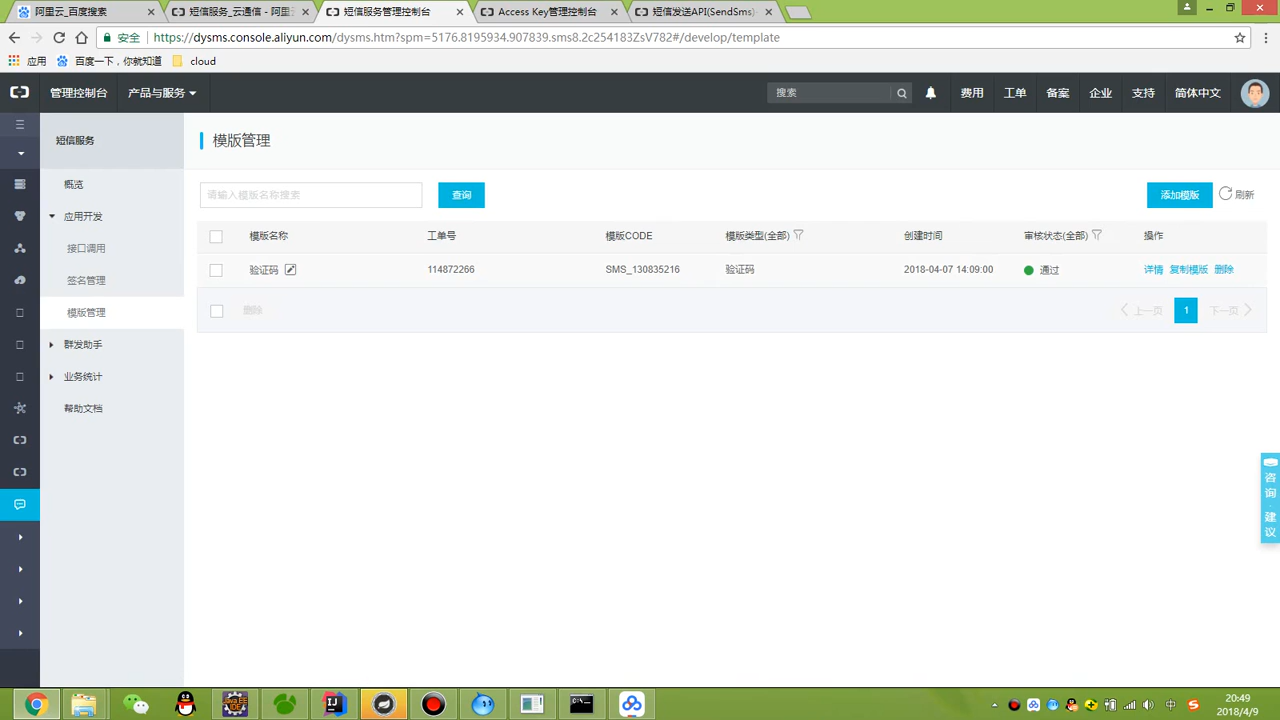 阿里云_百度搜索
短信服务_云通信 - 阿里云
短信服务管理控制台
Access Key管理控制台
短信发送API(SendSms)
安全
https://dysms.console.aliyun.com/dysms.htm?spm=5176.8195934.907839.sms8.2c254183ZsV782#/develop/template
应用
百度一下，你就知道
cloud
管理控制台
产品与服务
搜索
费用
工单
备案
企业
支持
简体中文
短信服务
概览
应用开发
接口调用
签名管理
模版管理
群发助手
业务统计
帮助文档
模版管理
请输入模版名称搜索
查询
添加模版
刷新
模版名称 工单号 模版CODE 模版类型(全部) 创建时间 审核状态(全部) 操作
验证码 114872266 SMS_130835216 验证码 2018-04-07 14:09:00 通过 详情 复制模版 删除
删除
上一页 1 下一页
咨询·建议
中
20:49
2018/4/9